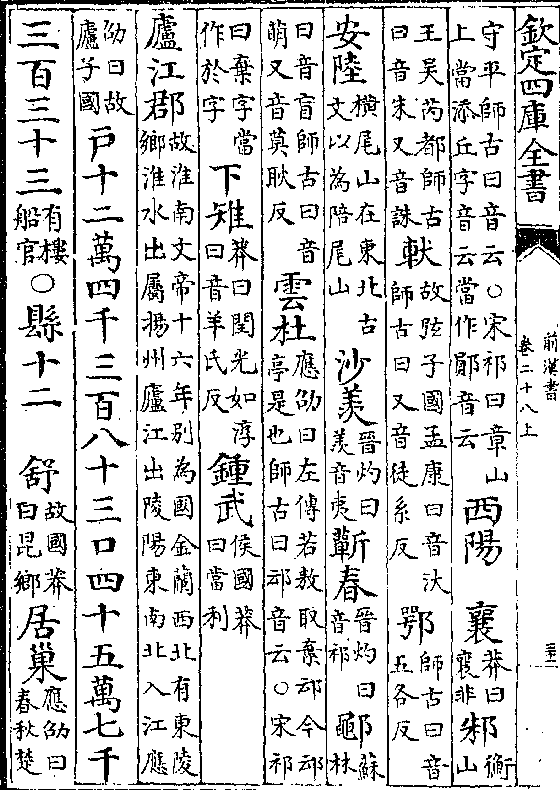 欽定四庫全書
前漢書
卷二十八上
守平師古曰音云○宋祁曰章山
上當添丘字音云當作鄖音云
西陽
襄莽曰襄非
邾衡山
王吴芮都師古
曰音朱又音誅
軑故弦子國孟康曰音汏
師古曰又音徒系反
鄂師古曰音
五各反
安陸橫尾山在東北古
文以為陪尾山
沙羡晉灼曰
羡音夷
蘄春晉灼曰
音祁
鄳蘇林
曰音盲師古曰音
萌又音莫耿反
雲杜應劭曰左傳若敖取棄䢵今䢵
亭是也師古曰䢵音云○宋祁
曰棄字當
作於字
下雉莽曰閏光如淳
曰音羊氏反
鍾武侯國莽
曰當利
廬江郡故淮南文帝十六年别為國金蘭西北有東陵
鄉淮水出屬揚州廬江出陵陽東南北入江應
劭曰故
廬子國
戸十二萬四千三百八十三口四十五萬七千
三百三十三有樓
船官
○縣十二
舒故國莽
曰昆鄉
居巢應劭曰
春秋楚